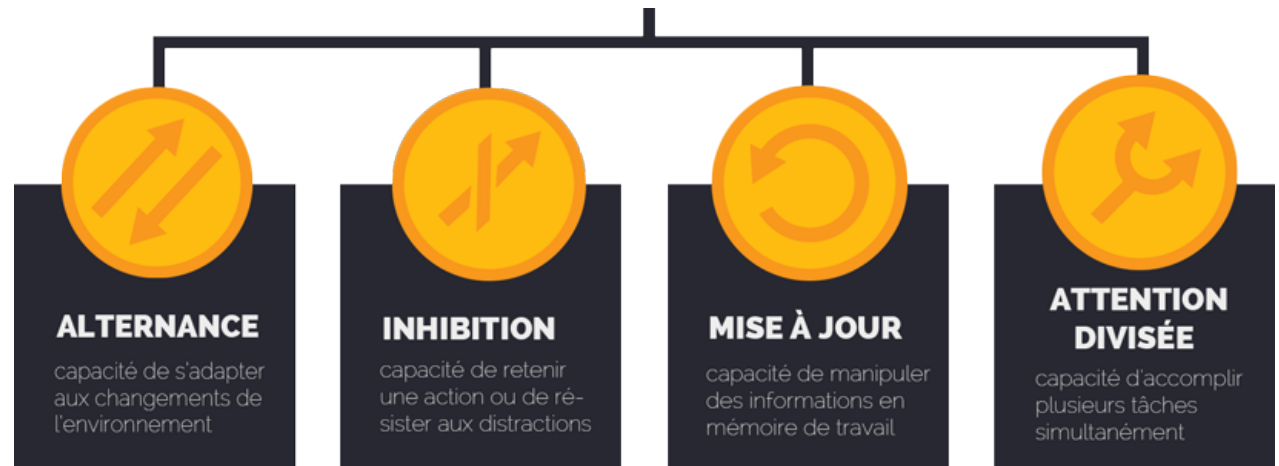 ALTERNANCE
capacité de s'adapter
aux changements de
l'environnement
INHIBITION
capacité de retenir
une action ou de ré-
sister aux distractions
MISE À JOUR
capacité de manipuler
des informations en
mémoire de travail
ATTENTION
DIVISÉE
capacité d'accomplir
plusieurs tâches
simultanément